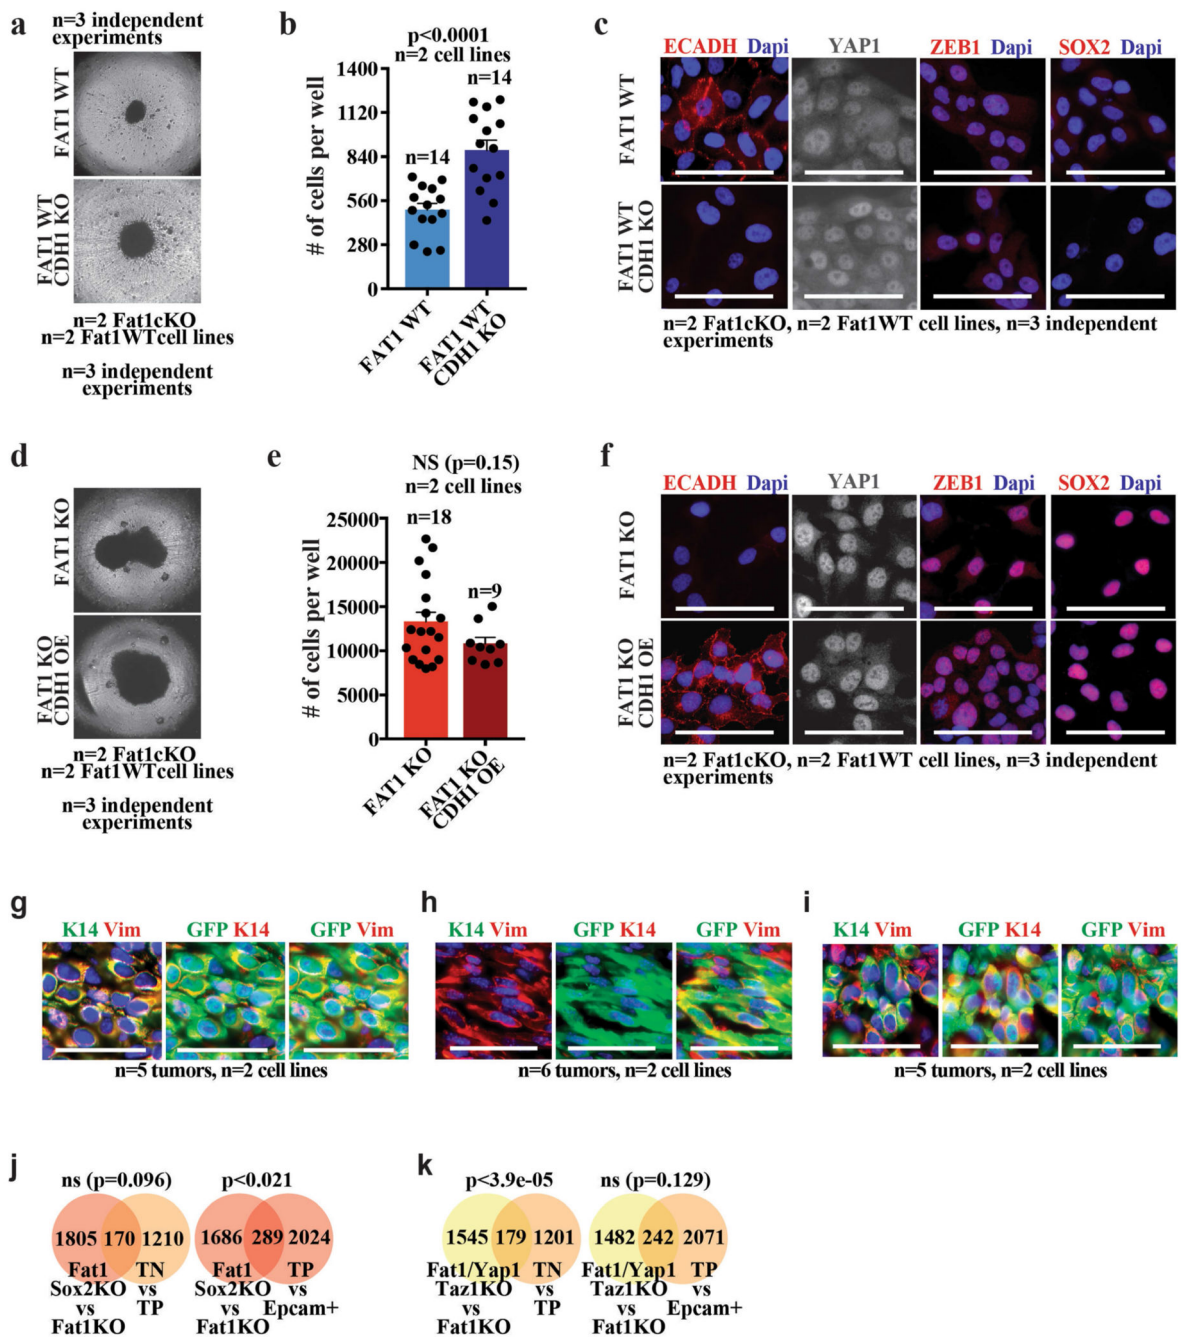 a
n=3 independent
experiments
FAT1 WT
FAT1 WT
CDH1 KO
n=2 Fat1cKO
n=2 Fat1WTcell lines
n=3 independent
experiments
b
p<0.0001
n=2 cell lines
# of cells per well
1400
1120
840
560
280
0
n=14
n=14
FAT1 WT
FAT1 WT
CDH1 KO
c
ECADH Dapi
YAP1
ZEB1 Dapi
SOX2 Dapi
FAT1 WT
FAT1 WT
CDH1 KO
n=2 Fat1cKO, n=2 Fat1WT cell lines, n=3 independent
experiments
d
FAT1 KO
FAT1 KO
CDH1 OE
n=2 Fat1cKO
n=2 Fat1WTcell lines
n=3 independent
experiments
e
NS (p=0.15)
n=2 cell lines
# of cells per well
25000
20000
15000
10000
5000
0
n=18
n=9
FAT1 KO
FAT1 KO
CDH1 OE
f
ECADH Dapi
YAP1
ZEB1 Dapi
SOX2 Dapi
FAT1 KO
FAT1 KO
CDH1 OE
n=2 Fat1cKO, n=2 Fat1WT cell lines, n=3 independent
experiments
g
K14 Vim
GFP K14
GFP Vim
n=5 tumors, n=2 cell lines
h
K14 Vim
GFP K14
GFP Vim
n=6 tumors, n=2 cell lines
i
K14 Vim
GFP K14
GFP Vim
n=5 tumors, n=2 cell lines
j
ns (p=0.096)
1805 170 1210
Fat1
Sox2KO
vs
Fat1KO
TN
vs
TP
p<0.021
1686 289 2024
Fat1
Sox2KO
vs
Fat1KO
TP
vs
Epcam+
k
p<3.9e-05
1545 179 1201
Fat1/Yap1
Taz1KO
vs
Fat1KO
TN
vs
TP
ns (p=0.129)
1482 242 2071
Fat1/Yap1
Taz1KO
vs
Fat1KO
TP
vs
Epcam+